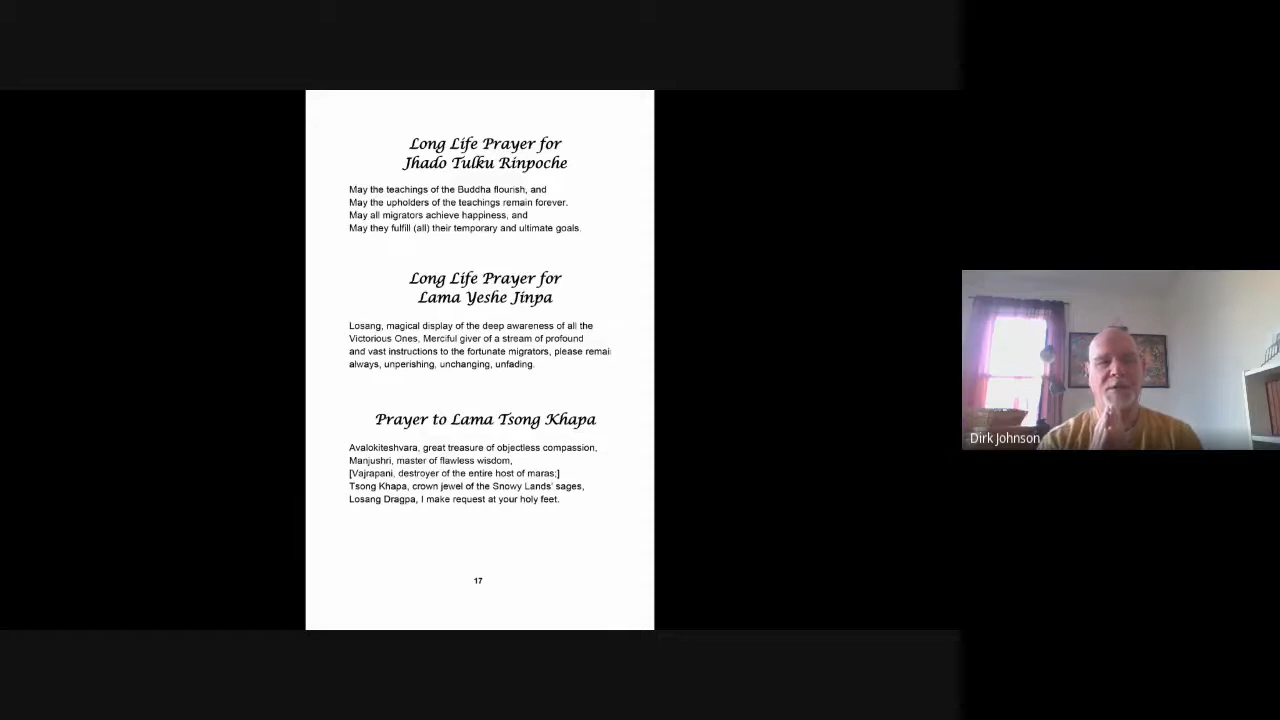 Long Life Prayer for
Jhado Tulku Rinpoche
May the teachings of the Buddha flourish, and
May the upholders of the teachings remain forever.
May all migrators achieve happiness, and
May they fulfill (all) their temporary and ultimate goals.
Long Life Prayer for
Lama Yeshe Jinpa
Losang, magical display of the deep awareness of all the
Victorious Ones, Merciful giver of a stream of profound
and vast instructions to the fortunate migrators, please remai
always, unperishing, unchanging, unfading.
Prayer to Lama Tsong Khapa
Avalokiteshvara, great treasure of objectless compassion,
Manjushri, master of flawless wisdom,
[Vajrapani, destroyer of the entire host of maras;]
Tsong Khapa, crown jewel of the Snowy Lands' sages,
Losang Dragpa, I make request at your holy feet.
17
Dirk Johnson